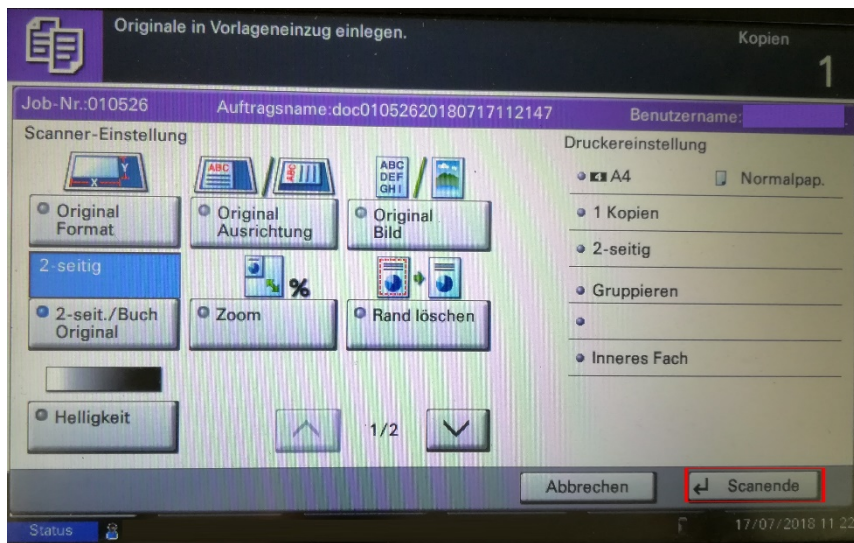 Originale in Vorlageneinzug einlegen.
Kopien
1
Job-Nr.:010526
Auftragsname:doc01052620180717112147
Benutzername:
Scanner-Einstellung
Druckereinstellung
X
Y
ABC
ABC
ABC
DEF
GHI
Original
Format
Original
Ausrichtung
Original
Bild
A4
Normalpap.
1 Kopien
2-seitig
Gruppieren
Inneres Fach
2-seitig
%
2-seit./Buch
Original
Zoom
Rand löschen
Helligkeit
1/2
Abbrechen
Scanende
Status
17/07/2018 11 22